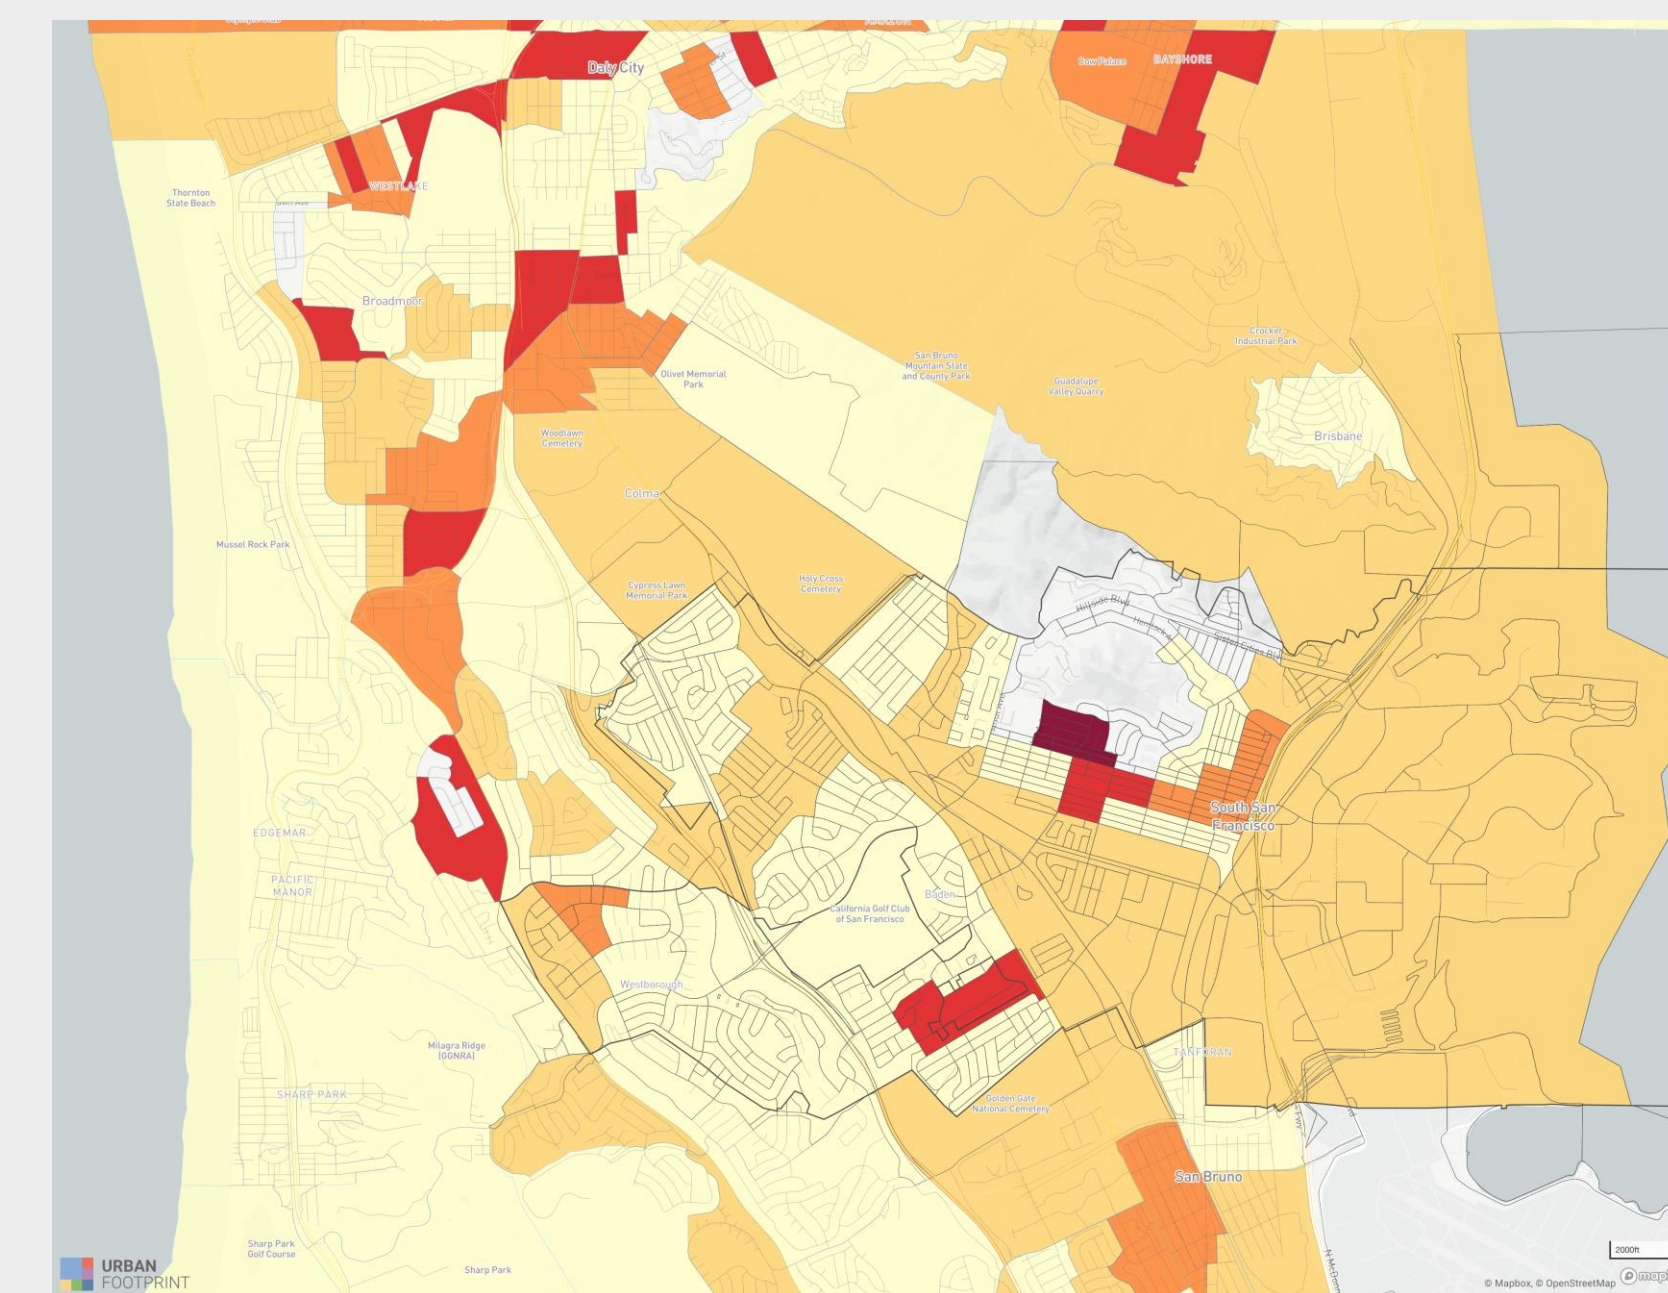 Daly City
Cow Palace
BAYSHORE
Thornton
State Beach
WESTLAKE
Broadmoor
Crocker
Industrial Park
San Bruno
Mountain State
and County Park
Olivet Memorial
Park
Guadalupe
Valley Quarry
Woodlawn
Cemetery
Brisbane
Colma
Mussel Rock Park
Cypress Lawn
Memorial Park
Holy Cross
Cemetery
Hillside Blvd
Sister Cities Blvd
South San
Francisco
EDGEMAR
PACIFIC
MANOR
Baden
California Golf Club
of San Francisco
Westborough
Milagra Ridge
(GGNRA)
TANFORAN
SHARP PARK
Golden Gate
National Cemetery
San Bruno
Sharp Park
Golf Course
Sharp Park
URBAN
FOOTPRINT
2000ft
© Mapbox, © OpenStreetMap